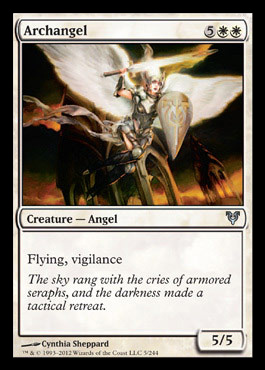 Archangel 5
Creature — Angel
Flying, vigilance
The sky rang with the cries of armored
seraphs, and the darkness made a
tactical retreat.
Cynthia Sheppard
™ & © 1993-2012 Wizards of the Coast LLC 5/244
5/5